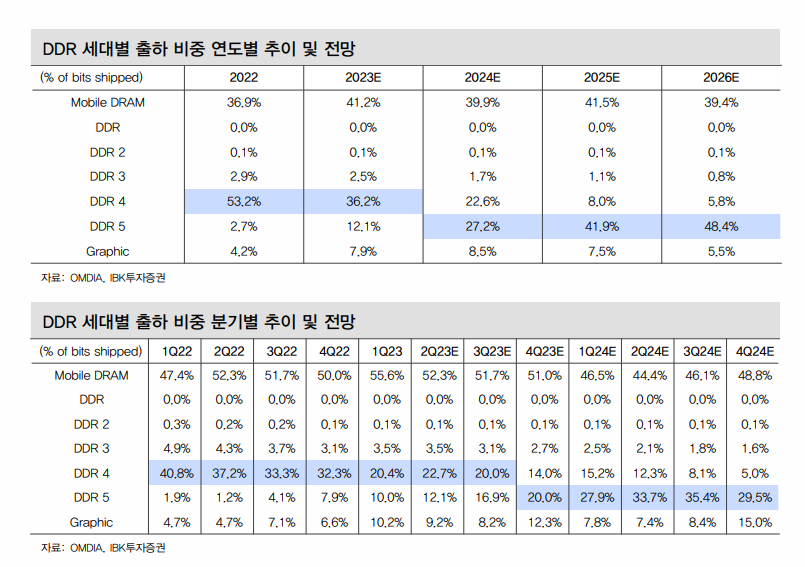 DDR 세대별 출하 비중 연도별 추이 및 전망
(% of bits shipped) 2022 2023E 2024E 2025E 2026E
Mobile DRAM 36.9% 41.2% 39.9% 41.5% 39.4%
DDR 0.0% 0.0% 0.0% 0.0% 0.0%
DDR 2 0.1% 0.1% 0.1% 0.1% 0.1%
DDR 3 2.9% 2.5% 1.7% 1.1% 0.8%
DDR 4 53.2% 36.2% 22.6% 8.0% 5.8%
DDR 5 2.7% 12.1% 27.2% 41.9% 48.4%
Graphic 4.2% 7.9% 8.5% 7.5% 5.5%
자료: OMDIA, IBK투자증권
DDR 세대별 출하 비중 분기별 추이 및 전망
(% of bits shipped) 1Q22 2Q22 3Q22 4Q22 1Q23 2Q23E 3Q23E 4Q23E 1Q24E 2Q24E 3Q24E 4Q24E
Mobile DRAM 47.4% 52.3% 51.7% 50.0% 55.6% 52.3% 51.7% 51.0% 46.5% 44.4% 46.1% 48.8%
DDR 0.0% 0.0% 0.0% 0.0% 0.0% 0.0% 0.0% 0.0% 0.0% 0.0% 0.0% 0.0%
DDR 2 0.3% 0.2% 0.2% 0.1% 0.1% 0.1% 0.1% 0.1% 0.1% 0.1% 0.1% 0.1%
DDR 3 4.9% 4.3% 3.7% 3.1% 3.5% 3.5% 3.1% 2.7% 2.5% 2.1% 1.8% 1.6%
DDR 4 40.8% 37.2% 33.3% 32.3% 20.4% 22.7% 20.0% 14.0% 15.2% 12.3% 8.1% 5.0%
DDR 5 1.9% 1.2% 4.1% 7.9% 10.0% 12.1% 16.9% 20.0% 27.9% 33.7% 35.4% 29.5%
Graphic 4.7% 4.7% 7.1% 6.6% 10.2% 9.2% 8.2% 12.3% 7.8% 7.4% 8.4% 15.0%
자료: OMDIA, IBK투자증권